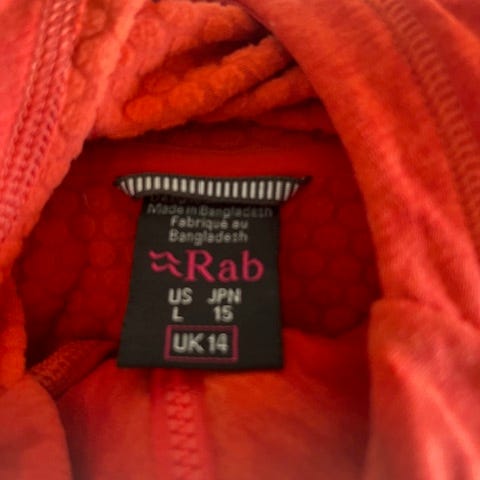 Made in Bangladesh
Fabriqué au
Bangladesh
Rab
US JPN
L 15
UK 14